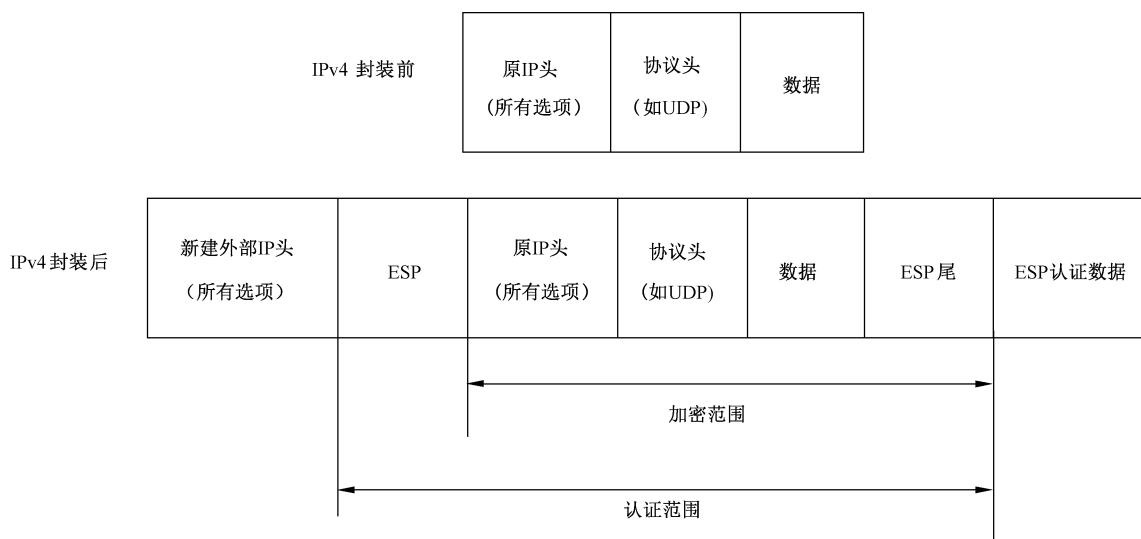 IPv4 封装前
原IP头
(所有选项）
协议头
（如UDP)
数据
IPv4封装后
新建外部IP头
（所有选项）
ESP
原IP头
(所有选项）
协议头
（如UDP)
数据
ESP尾
ESP认证数据
加密范围
认证范围